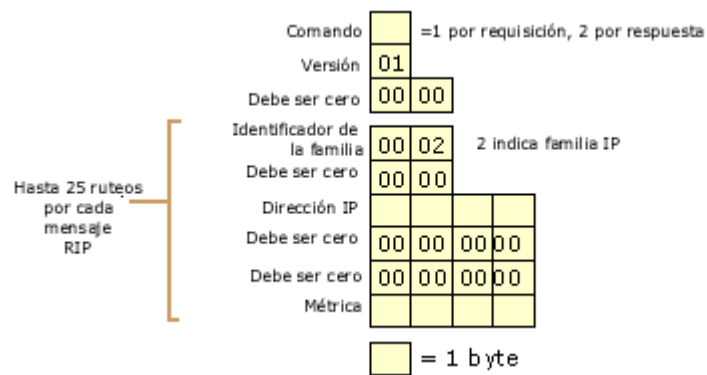 Comando =1 por requisición, 2 por respuesta
Versión 01
Debe ser cero 00 00
Identificador de
la familia 00 02 2 indica familia IP
Debe ser cero 00 00
Hasta 25 ruteos
por cada
mensaje
RIP
Dirección IP
Debe ser cero 00 00 00 00
Debe ser cero 00 00 00 00
Métrica
= 1 byte